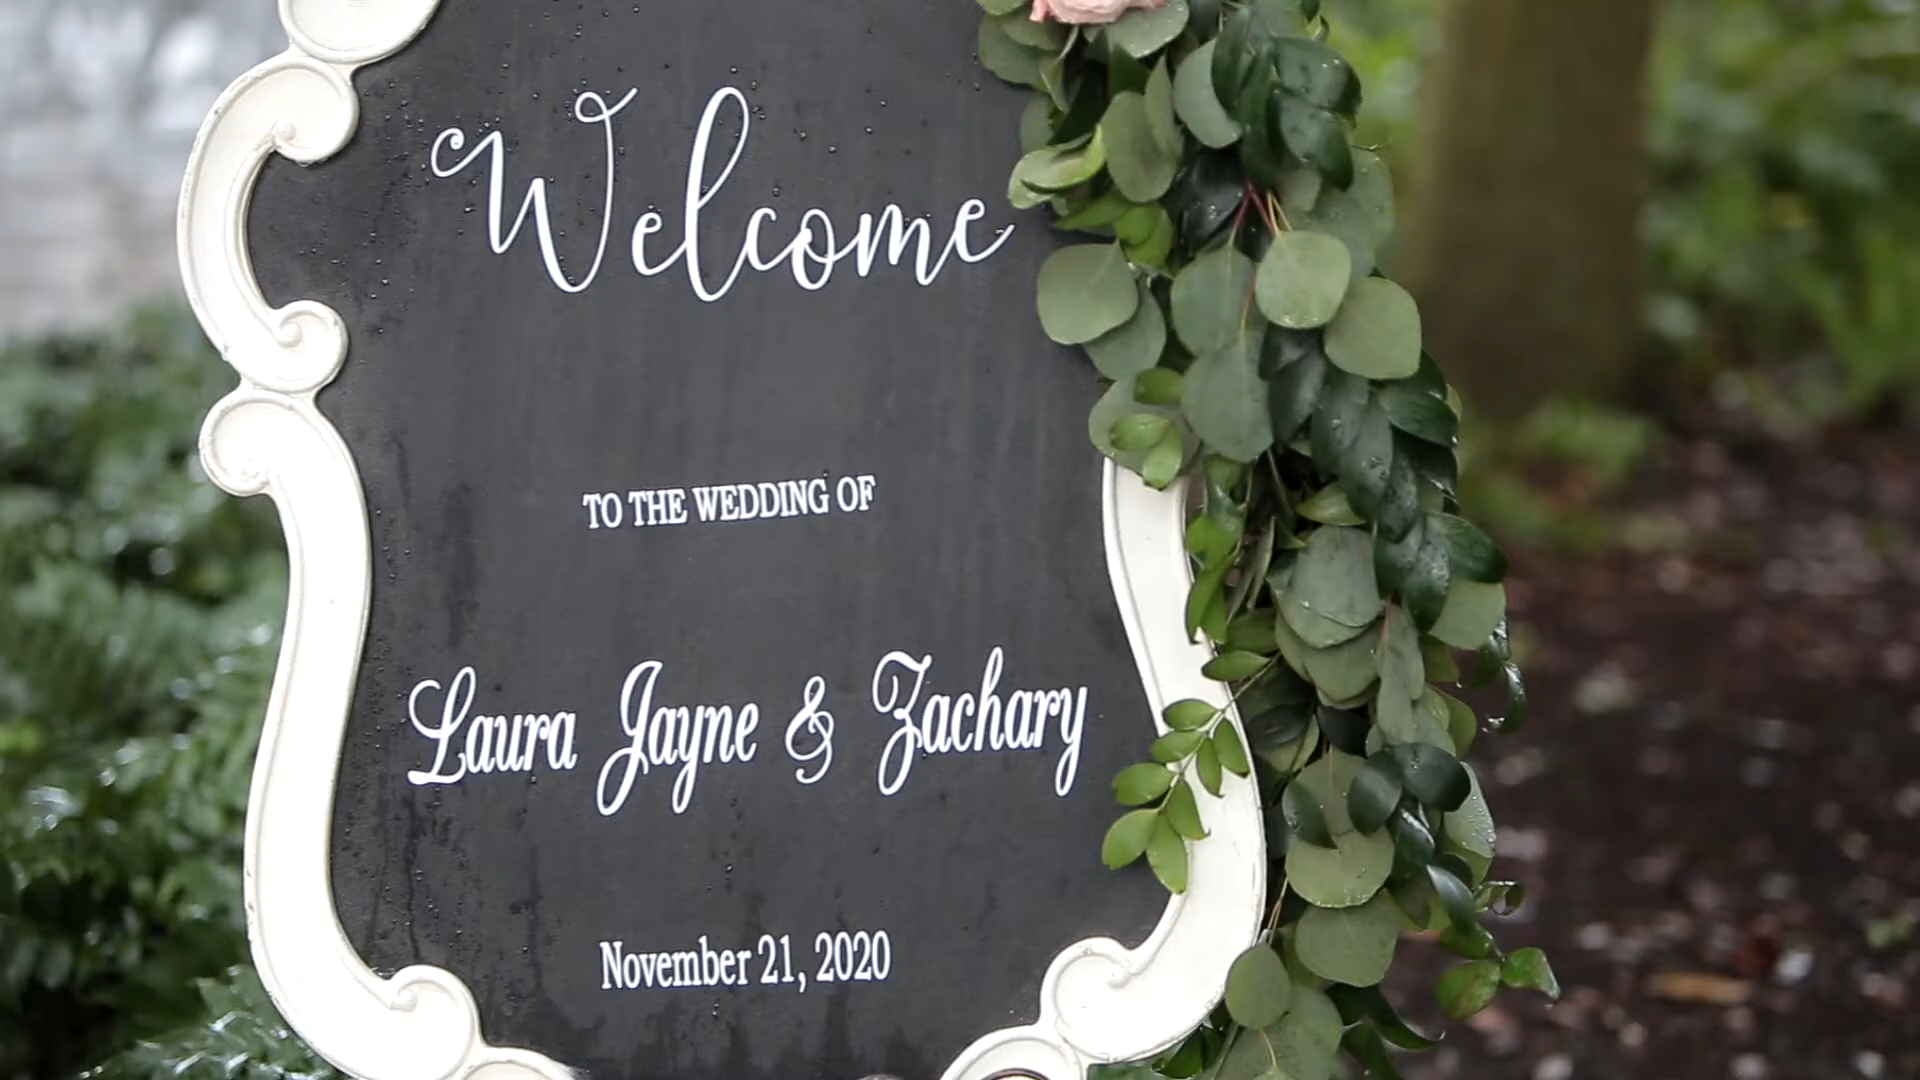 Welcome
TO THE WEDDING OF
Laura Jayne & Zachary
November 21, 2020